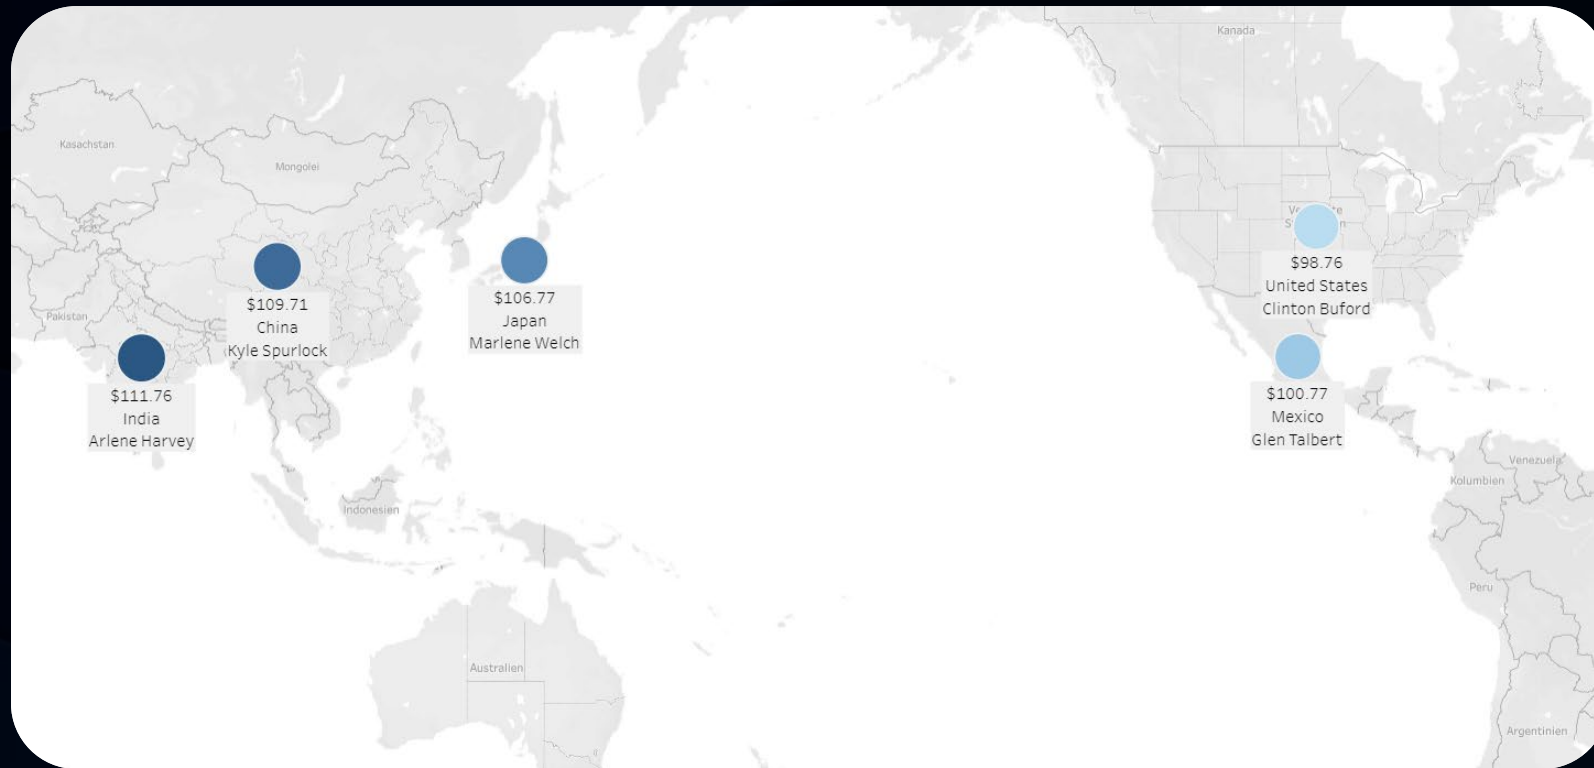 Kanada
Kasachstan
Mongolei
$98.76
United States
Clinton Buford
$109.71
China
Kyle Spurlock
$106.77
Japan
Marlene Welch
Pakistan
$111.76
India
Arlene Harvey
$100.77
Mexico
Glen Talbert
Venezuela
Kolumbien
Indonesien
Peru
Australien
Argentinien